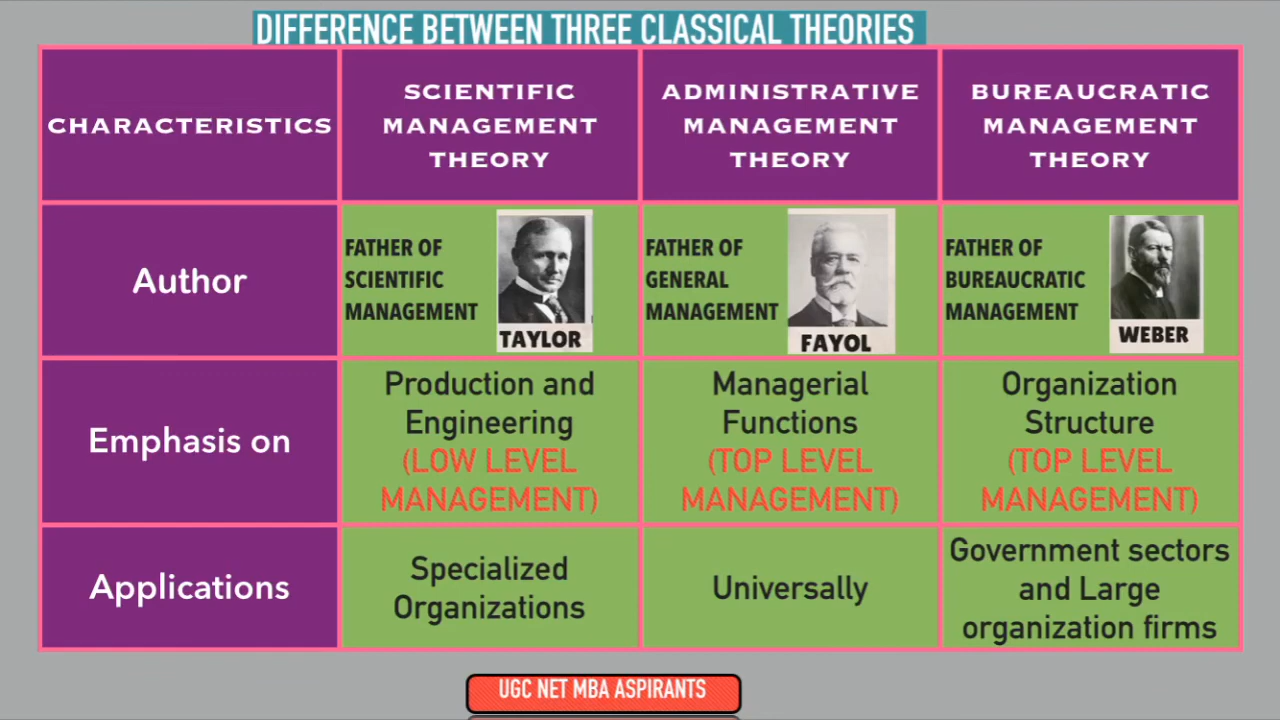 DIFFERENCE BETWEEN THREE CLASSICAL THEORIES
CHARACTERISTICS
SCIENTIFIC
MANAGEMENT
THEORY
ADMINISTRATIVE
MANAGEMENT
THEORY
BUREAUCRATIC
MANAGEMENT
THEORY
Author
FATHER OF
SCIENTIFIC
MANAGEMENT
TAYLOR
FATHER OF
GENERAL
MANAGEMENT
FAYOL
FATHER OF
BUREAUCRATIC
MANAGEMENT
WEBER
Emphasis on
Production and
Engineering
(LOW LEVEL
MANAGEMENT)
Managerial
Functions
(TOP LEVEL
MANAGEMENT)
Organization
Structure
(TOP LEVEL
MANAGEMENT)
Applications
Specialized
Organizations
Universally
Government sectors
and Large
organization firms
UGC NET MBA ASPIRANTS